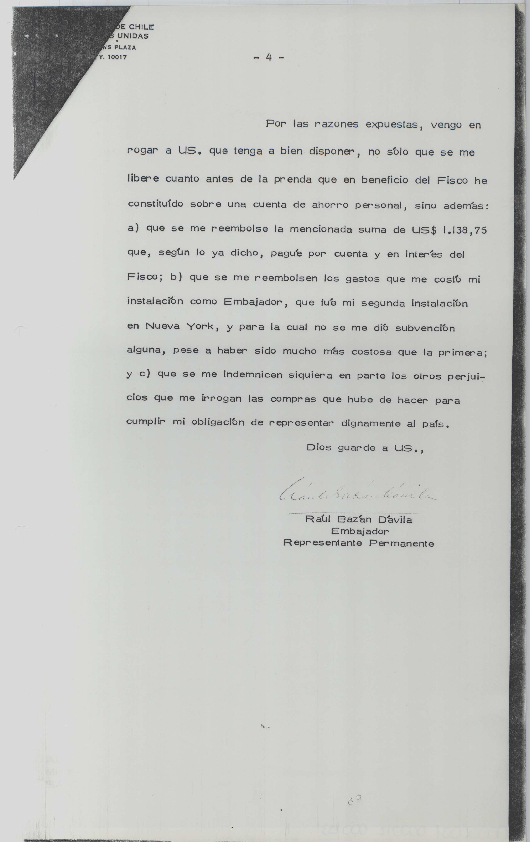 DE CHILE
UNIDAS
PLAZA
Y. 10017
- 4 -
Por las razones expuestas, vengo en
rogar a US. que tenga a bien disponer, no sólo que se me
libere cuanto antes de la prenda que en beneficio del Fisco he
constituído sobre una cuenta de ahorro personal, sino además:
a) que se me reembolse la mencionada suma de US$ 1.138,75
que, según lo ya dicho, pagué por cuenta y en interés del
Fisco; b) que se me reembolsen los gastos que me costó mi
instalación como Embajador, que fué mi segunda instalación
en Nueva York, y para la cual no se me dió subvención
alguna, pese a haber sido mucho más costosa que la primera;
y c) que se me indemnicen siquiera en parte los otros perjui-
cios que me irrogan las compras que hube de hacer para
cumplir mi obligación de representar dignamente al país.
Dios guarde a US.,
Raúl Bazán Dávila
Raúl Bazán Dávila
Embajador
Representante Permanente